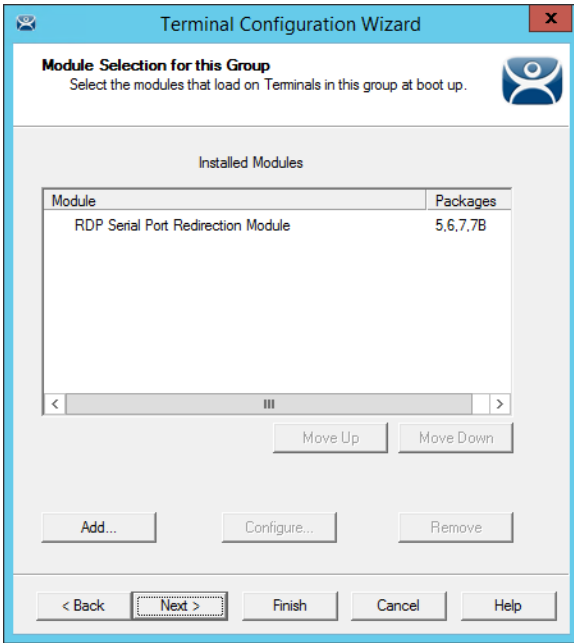 Terminal Configuration Wizard
x
Module Selection for this Group
Select the modules that load on Terminals in this group at boot up.
Installed Modules
Module Packages
RDP Serial Port Redirection Module 5,6,7,7B
Move Up Move Down
Add... Configure... Remove
< Back Next > Finish Cancel Help